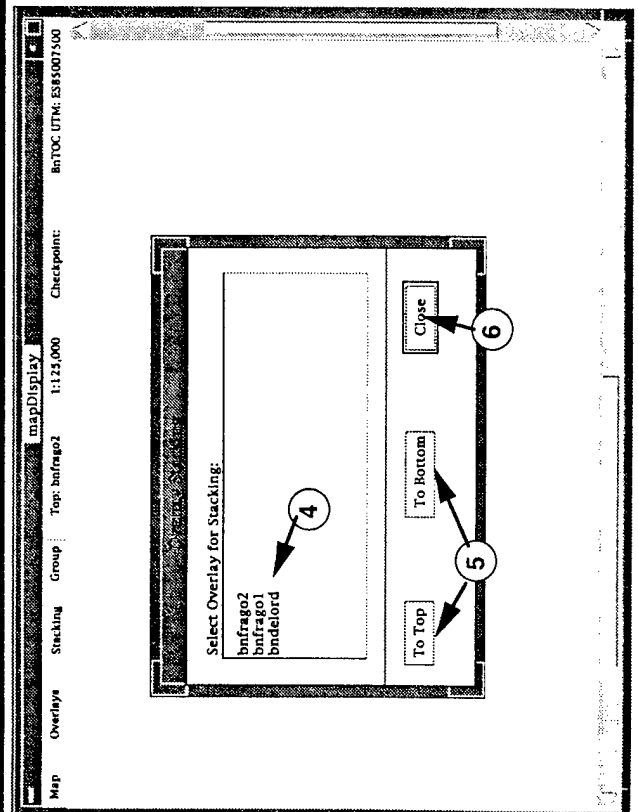 mapDisplay
Map Overlays Stacking Group Top: bnfrago2 1:125,000 Checkpoint: BnTOC UTM: ES85007500
Select Overlay for Stacking:
bnfrago2
bnfrago1
bndelord
4
To Top To Bottom Close
5 6